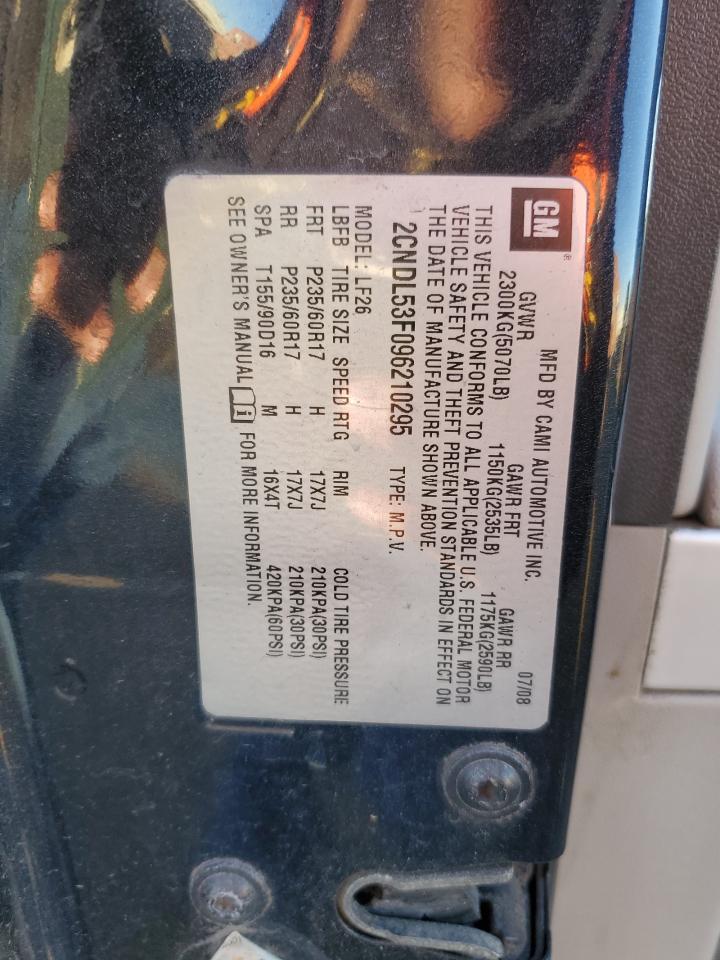 GM ®
MFD BY CAMI AUTOMOTIVE INC. 07/08
GVWR GAWR FRT GAWR RR
2300KG(5070LB) 1150KG(2535LB) 1175KG(2590LB)
THIS VEHICLE CONFORMS TO ALL APPLICABLE U.S. FEDERAL MOTOR
VEHICLE SAFETY AND THEFT PREVENTION STANDARDS IN EFFECT ON
THE DATE OF MANUFACTURE SHOWN ABOVE.
2CNDL53F096210295 TYPE: M.P.V.
MODEL: LF26
LBFB TIRE SIZE SPEED RTG RIM COLD TIRE PRESSURE
FRT P235/60R17 H 17X7J 210KPA(30PSI)
RR P235/60R17 H 17X7J 210KPA(30PSI)
SPA T155/90D16 M 16X4T 420KPA(60PSI)
SEE OWNER'S MANUAL i FOR MORE INFORMATION.